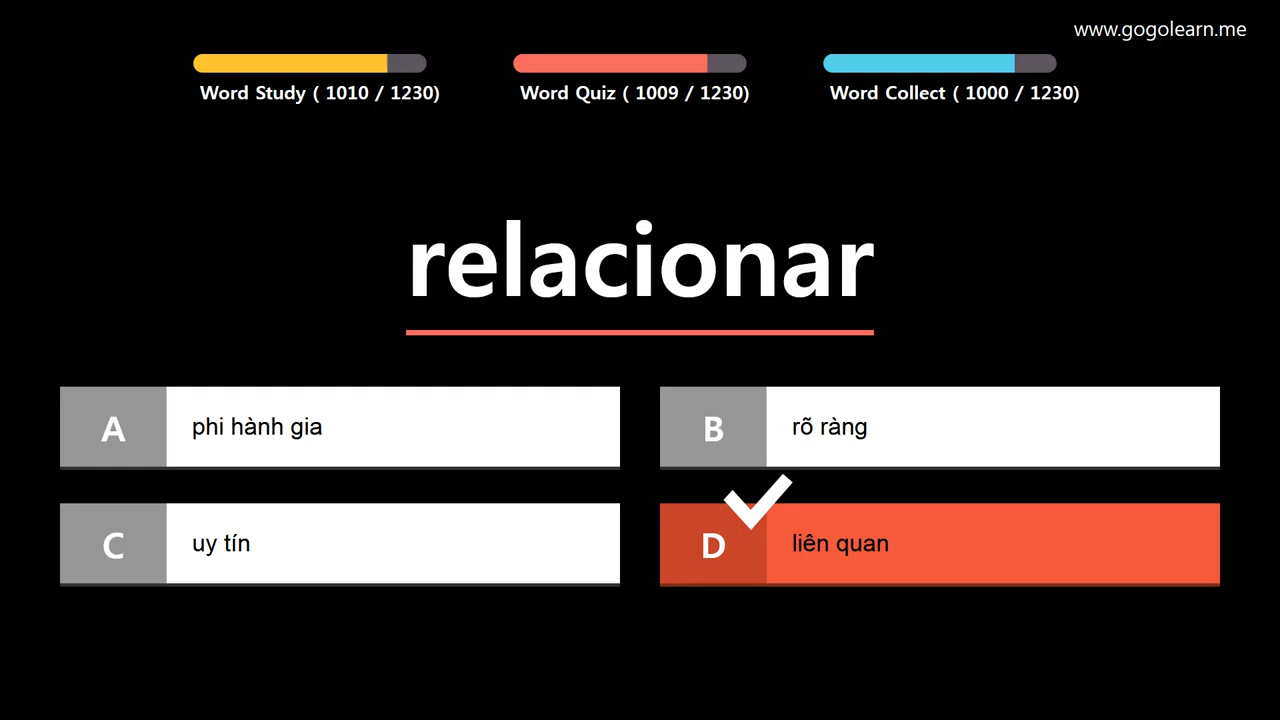 www.gogolearn.me
Word Study ( 1010 / 1230)
Word Quiz ( 1009 / 1230)
Word Collect ( 1000 / 1230)
relacionar
A phi hành gia
B rõ ràng
C uy tín
D liên quan